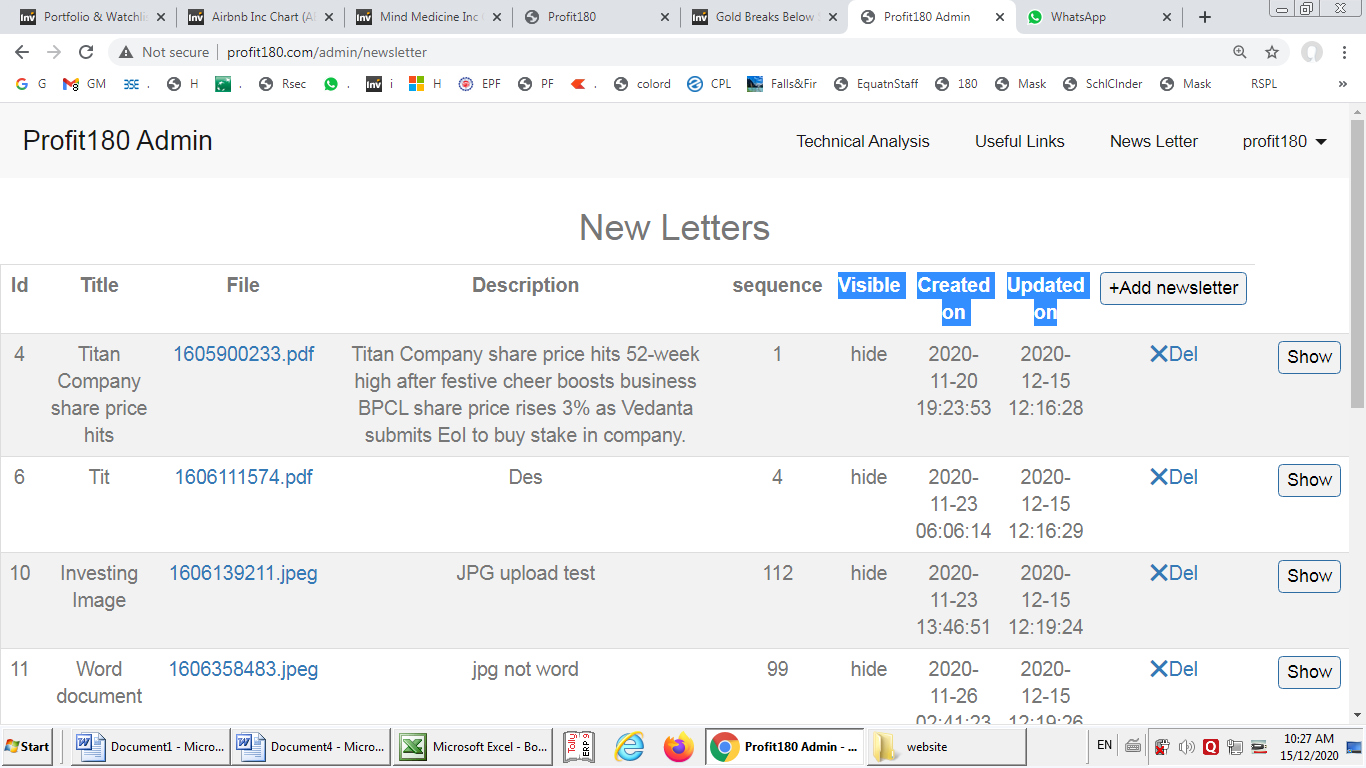 Portfolio & Watchli
Airbnb Inc Chart (A
Mind Medicine Inc
Profit180
Gold Breaks Below
Profit180 Admin
WhatsApp
Not secure | profit180.com/admin/newsletter
G GM . H . Rsec . i H EPF PF . colord CPL Falls&Fir EquatnStaff 180 Mask SchlCInder Mask RSPL »
Profit180 Admin
Technical Analysis Useful Links News Letter profit180
New Letters
Id Title File Description sequence Visible Created on Updated on +Add newsletter
4
Titan
Company
share price
hits
1605900233.pdf
Titan Company share price hits 52-week
high after festive cheer boosts business
BPCL share price rises 3% as Vedanta
submits EoI to buy stake in company.
1
hide
2020-
11-20
19:23:53
2020-
12-15
12:16:28
Del
Show
6
Tit
1606111574.pdf
Des
4
hide
2020-
11-23
06:06:14
2020-
12-15
12:16:29
Del
Show
10
Investing
Image
1606139211.jpeg
JPG upload test
112
hide
2020-
11-23
13:46:51
2020-
12-15
12:19:24
Del
Show
11
Word
document
1606358483.jpeg
jpg not word
99
hide
2020-
11-26
02:41:23
2020-
12-15
12:19:26
Del
Show
Start
Document1 - Micro...
Document4 - Micro...
Microsoft Excel - Bo...
Profit180 Admin - ...
website
EN
10:27 AM
15/12/2020